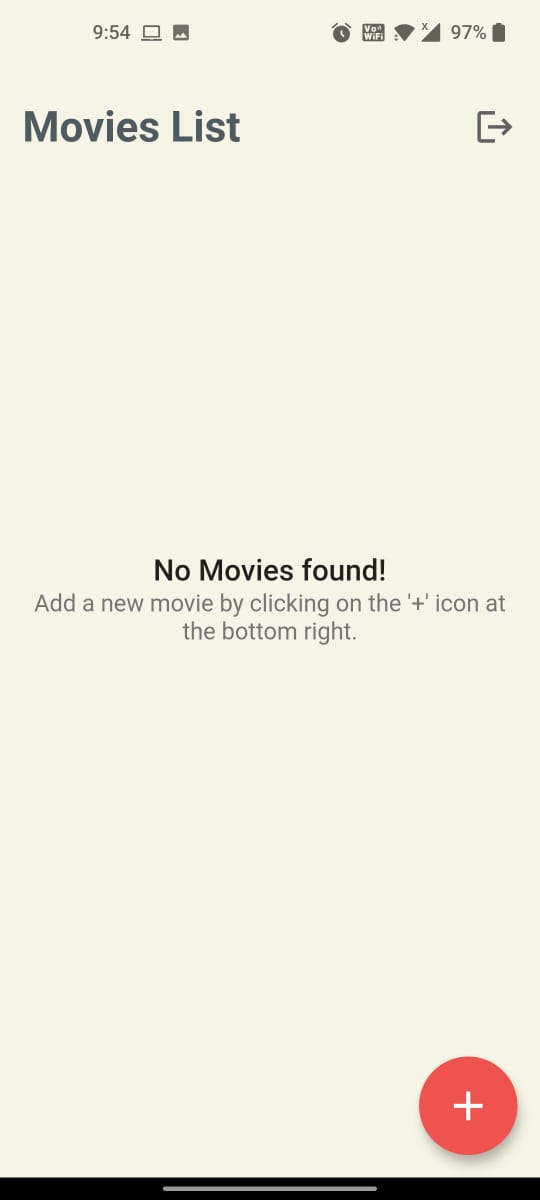 9:54 Vo WiFi x 97%
Movies List
No Movies found!
Add a new movie by clicking on the '+' icon at
the bottom right.
+